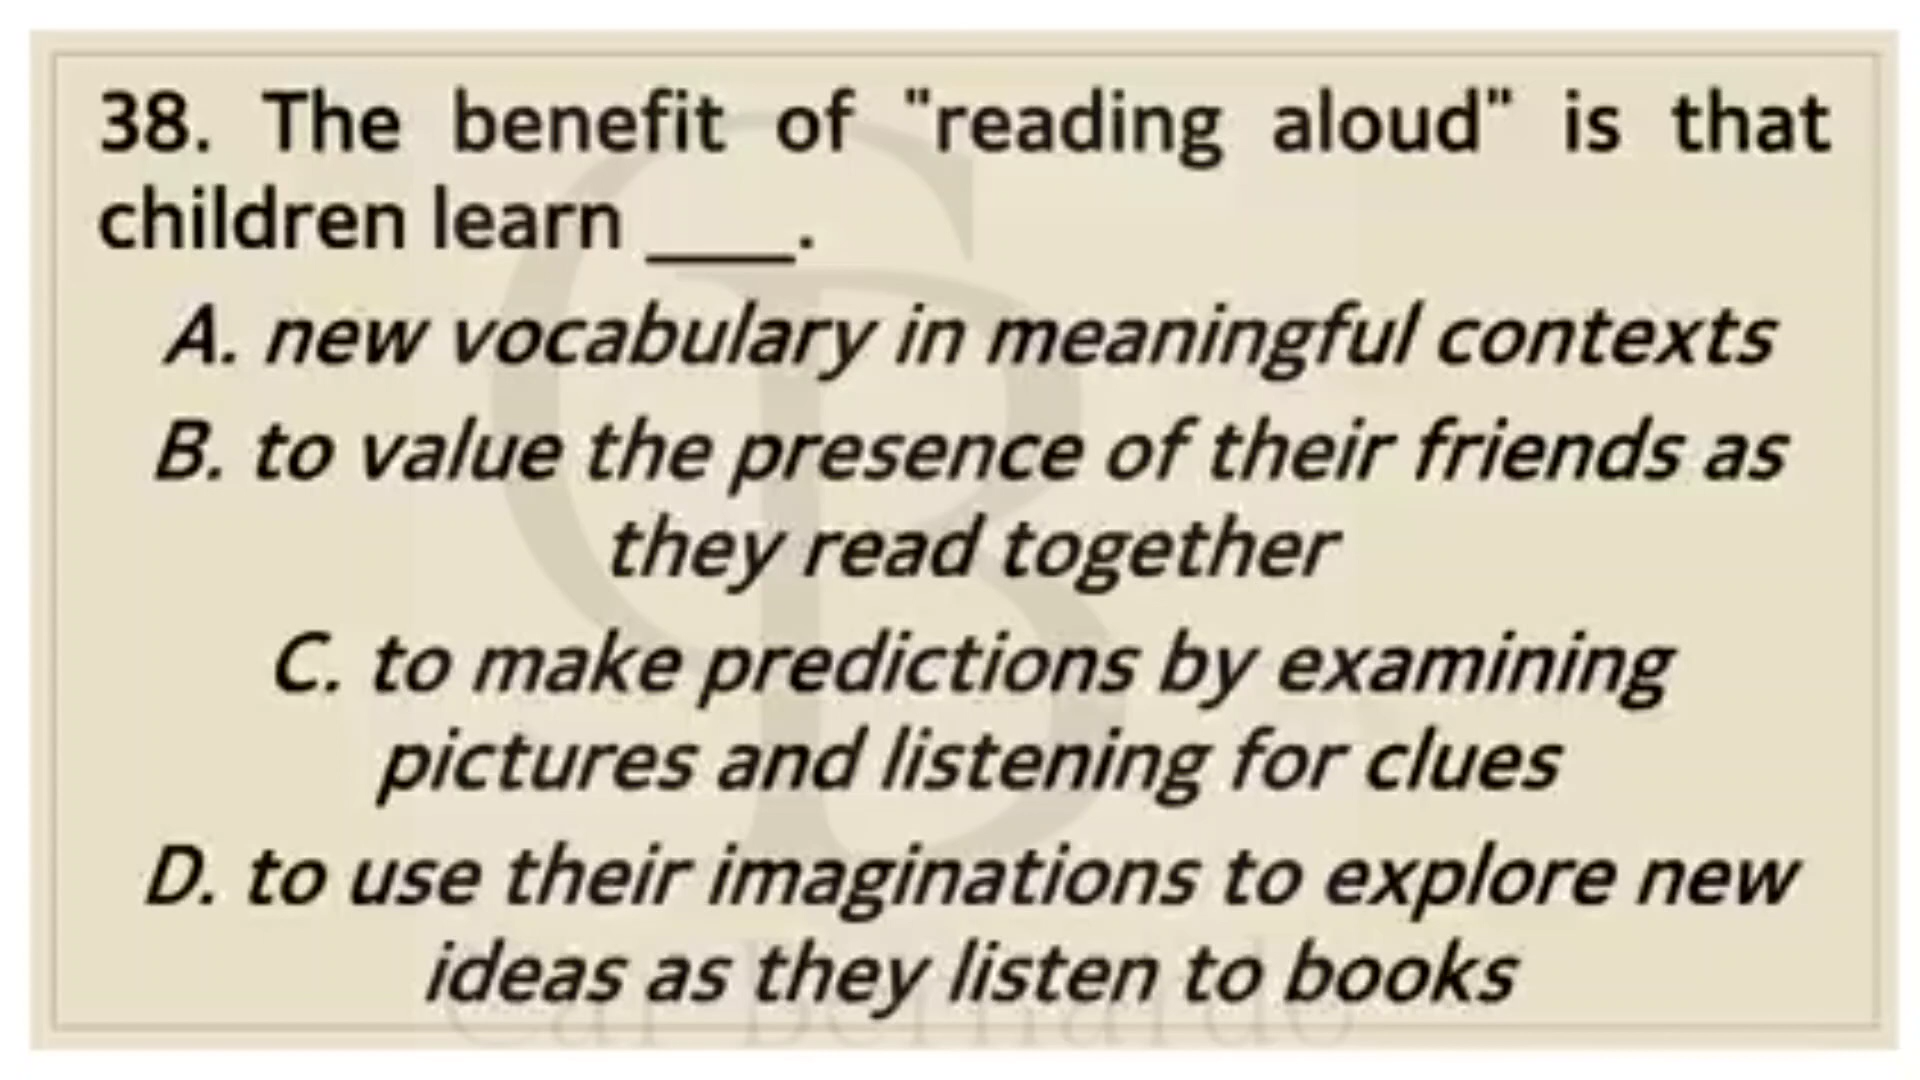 38. The benefit of "reading aloud" is that
children learn ____.
A. new vocabulary in meaningful contexts
B. to value the presence of their friends as
they read together
C. to make predictions by examining
pictures and listening for clues
D. to use their imaginations to explore new
ideas as they listen to books
Car Bernardo